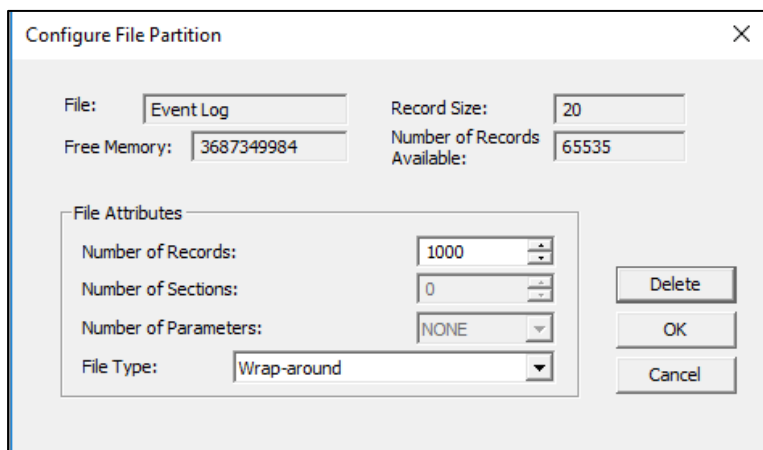 Configure File Partition
File: Event Log Record Size: 20
Free Memory: 3687349984 Number of Records Available: 65535
File Attributes
Number of Records: 1000
Number of Sections: 0
Number of Parameters: NONE
File Type: Wrap-around
Delete
OK
Cancel